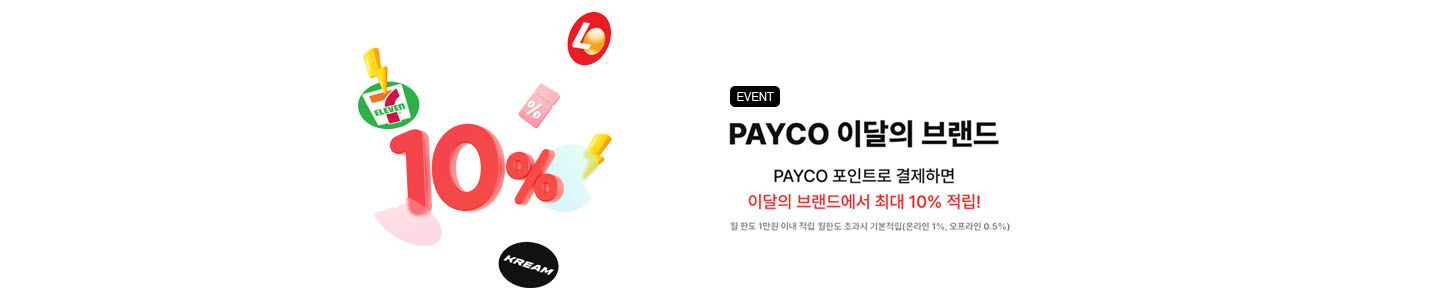 7
ELEVEN
%
10%
KREAM
EVENT
PAYCO 이달의 브랜드
PAYCO 포인트로 결제하면
이달의 브랜드에서 최대 10% 적립!
월 한도 1만원 이내 적립 월한도 초과시 기본적립(온라인 1%, 오프라인 0.5%)